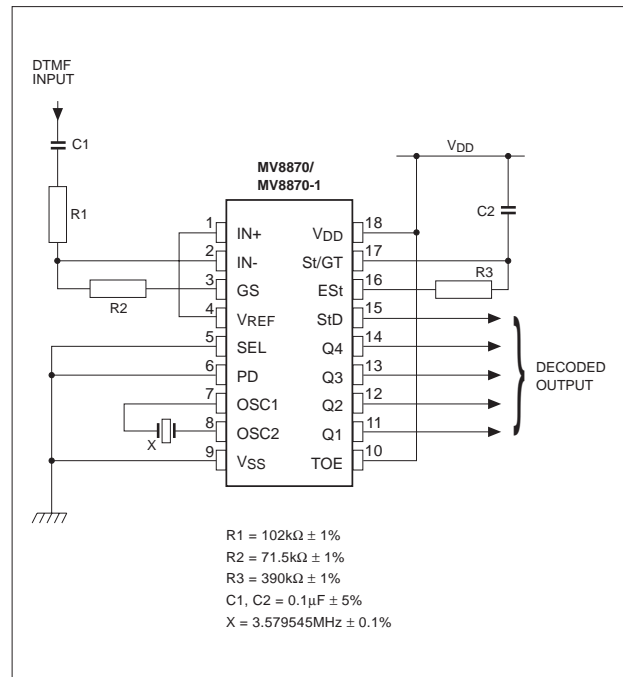 DTMF
INPUT
C1
R1
R2
MV8870/
MV8870-1
VDD
C2
R3
1 IN+
2 IN-
3 GS
4 VREF
5 SEL
6 PD
7 OSC1
8 OSC2
9 VSS
X
VDD 18
St/GT 17
ESt 16
StD 15
Q4 14
Q3 13
Q2 12
Q1 11
TOE 10
DECODED
OUTPUT
R1 = 102kΩ ± 1%
R2 = 71.5kΩ ± 1%
R3 = 390kΩ ± 1%
C1, C2 = 0.1µF ± 5%
X = 3.579545MHz ± 0.1%